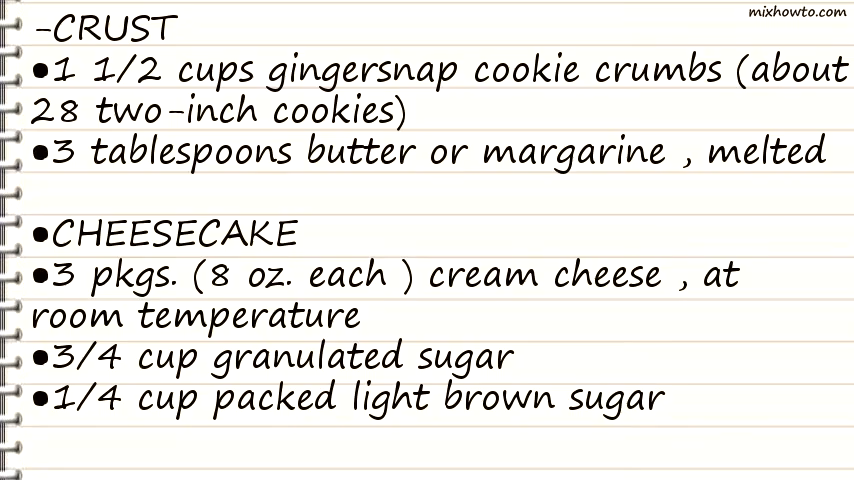 mixhowto.com
-CRUST
●1 1/2 cups gingersnap cookie crumbs (about
28 two-inch cookies)
●3 tablespoons butter or margarine , melted
●CHEESECAKE
●3 pkgs. (8 oz. each ) cream cheese , at
room temperature
●3/4 cup granulated sugar
●1/4 cup packed light brown sugar